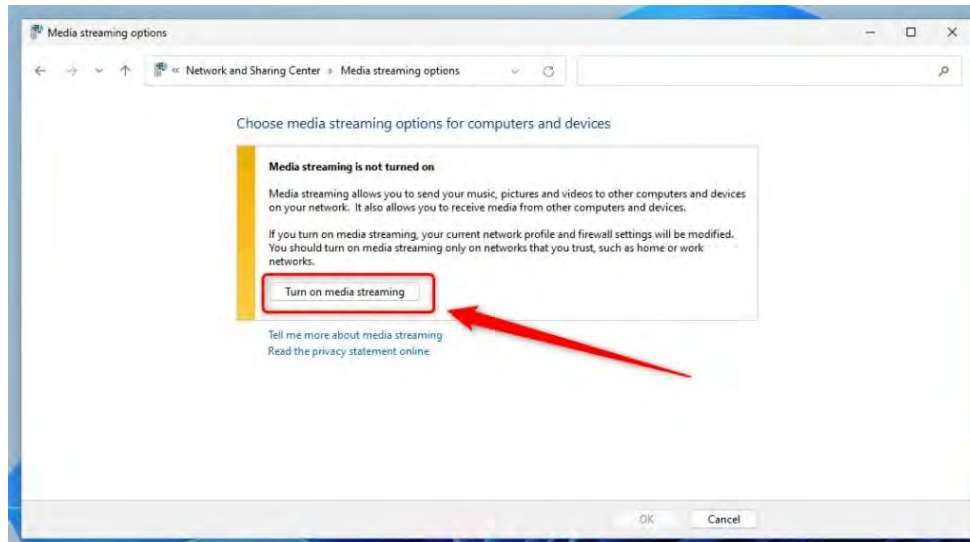 Media streaming options
« Network and Sharing Center › Media streaming options
Choose media streaming options for computers and devices
Media streaming is not turned on
Media streaming allows you to send your music, pictures and videos to other computers and devices
on your network. It also allows you to receive media from other computers and devices.
If you turn on media streaming, your current network profile and firewall settings will be modified.
You should turn on media streaming only on networks that you trust, such as home or work
networks.
Turn on media streaming
Tell me more about media streaming
Read the privacy statement online
OK Cancel